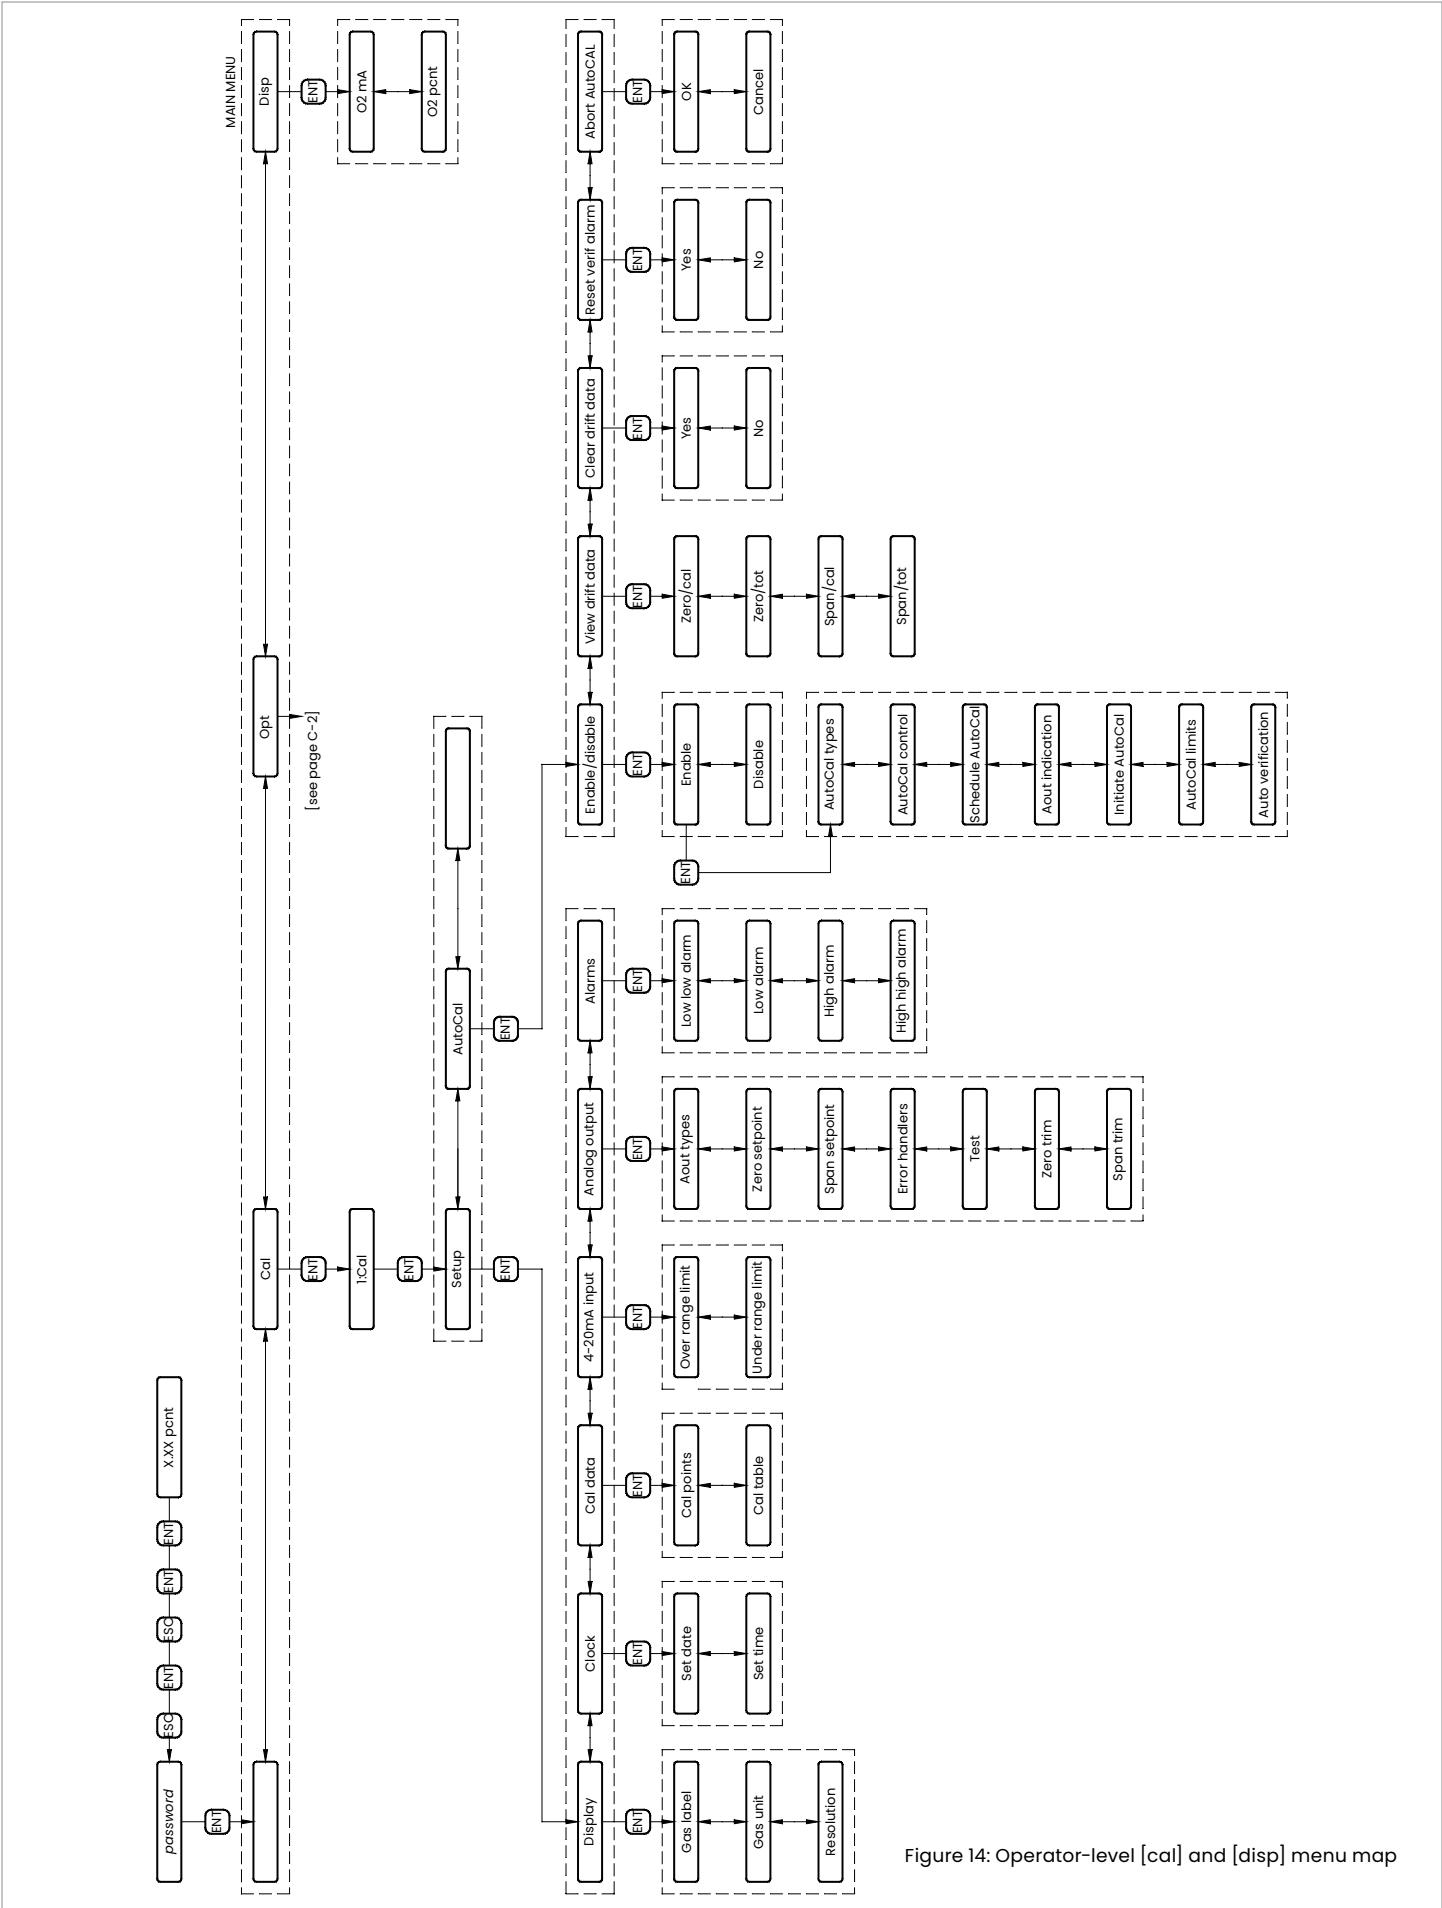 X.XX pcnt
ENT
ENT
ESC
ENT
ESC
password
ENT
MAIN MENU
Cal
Opt
Disp
[see page C-2]
ENT
O2 mA
O2 pcnt
ENT
1:Cal
ENT
Setup
AutoCal
ENT
ENT
Display
Clock
Cal data
4-20mA input
Analog output
Alarms
ENT
Gas label
Gas unit
Resolution
ENT
Set date
Set time
ENT
Cal points
Cal table
ENT
Over range limit
Under range limit
ENT
Aout types
Zero setpoint
Span setpoint
Error handlers
Test
Zero trim
Span trim
ENT
Low low alarm
Low alarm
High alarm
High high alarm
Enable/disable
View drift data
Clear drift data
Reset verif alarm
Abort AutoCAL
ENT
Enable
Disable
ENT
AutoCal types
AutoCal control
Schedule AutoCal
Aout indication
Initiate AutoCal
AutoCal limits
Auto verification
ENT
Zero/cal
Zero/tot
Span/cal
Span/tot
ENT
Yes
No
ENT
Yes
No
ENT
OK
Cancel
Figure 14: Operator-level [cal] and [disp] menu map